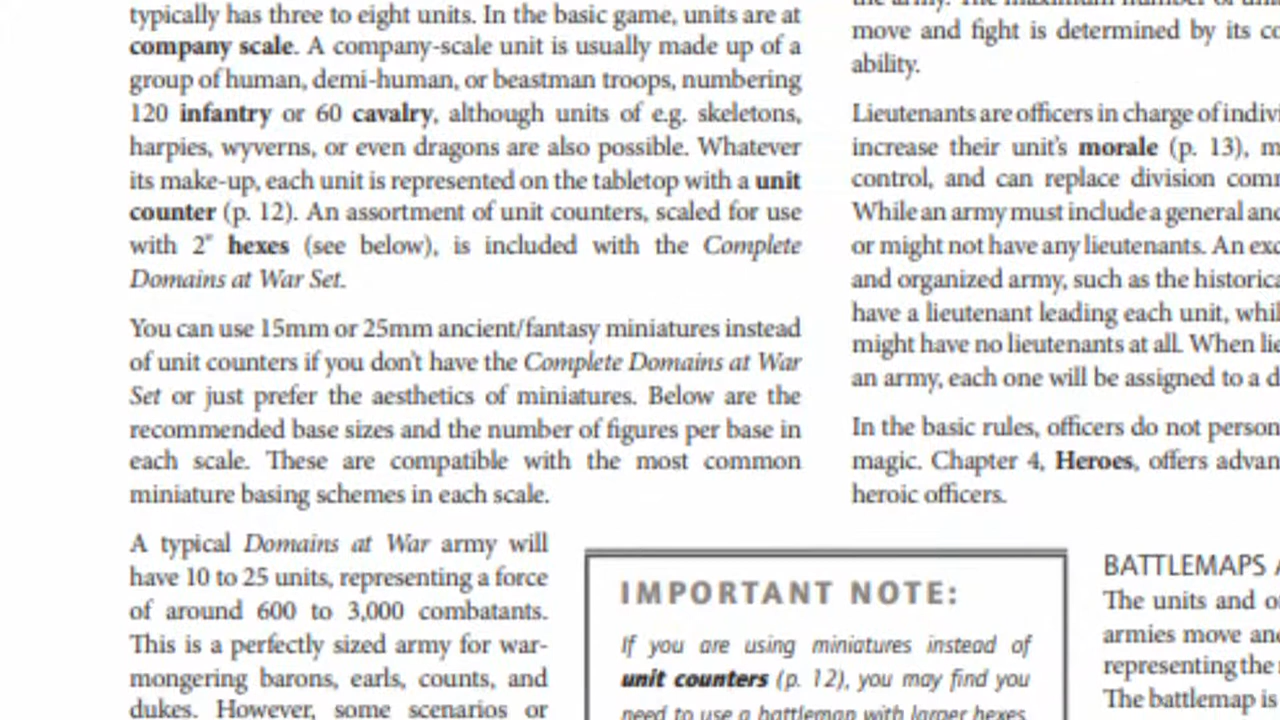 typically has three to eight units. In the basic game, units are at
company scale. A company-scale unit is usually made up of a
group of human, demi-human, or beastman troops, numbering
120 infantry or 60 cavalry, although units of e.g. skeletons,
harpies, wyverns, or even dragons are also possible. Whatever
its make-up, each unit is represented on the tabletop with a unit
counter (p. 12). An assortment of unit counters, scaled for use
with 2" hexes (see below), is included with the Complete
Domains at War Set.
You can use 15mm or 25mm ancient/fantasy miniatures instead
of unit counters if you don't have the Complete Domains at War
Set or just prefer the aesthetics of miniatures. Below are the
recommended base sizes and the number of figures per base in
each scale. These are compatible with the most common
miniature basing schemes in each scale.
A typical Domains at War army will
have 10 to 25 units, representing a force
of around 600 to 3,000 combatants.
This is a perfectly sized army for war-
mongering barons, earls, counts, and
dukes. However, some scenarios or
IMPORTANT NOTE:
If you are using miniatures instead of
unit counters (p. 12), you may find you
need to use a battlemap with larger hexes.
the army. The maximum number of
move and fight is determined by its
ability.
Lieutenants are officers in charge of
increase their unit's morale (p. 13),
control, and can replace division
While an army must include a general
or might not have any lieutenants. An
and organized army, such as the
have a lieutenant leading each unit,
might have no lieutenants at all. When
an army, each one will be assigned to a
In the basic rules, officers do not
magic. Chapter 4, Heroes, offers
heroic officers.
BATTLEMAPS
The units and
armies move
representing the
The battlemap is